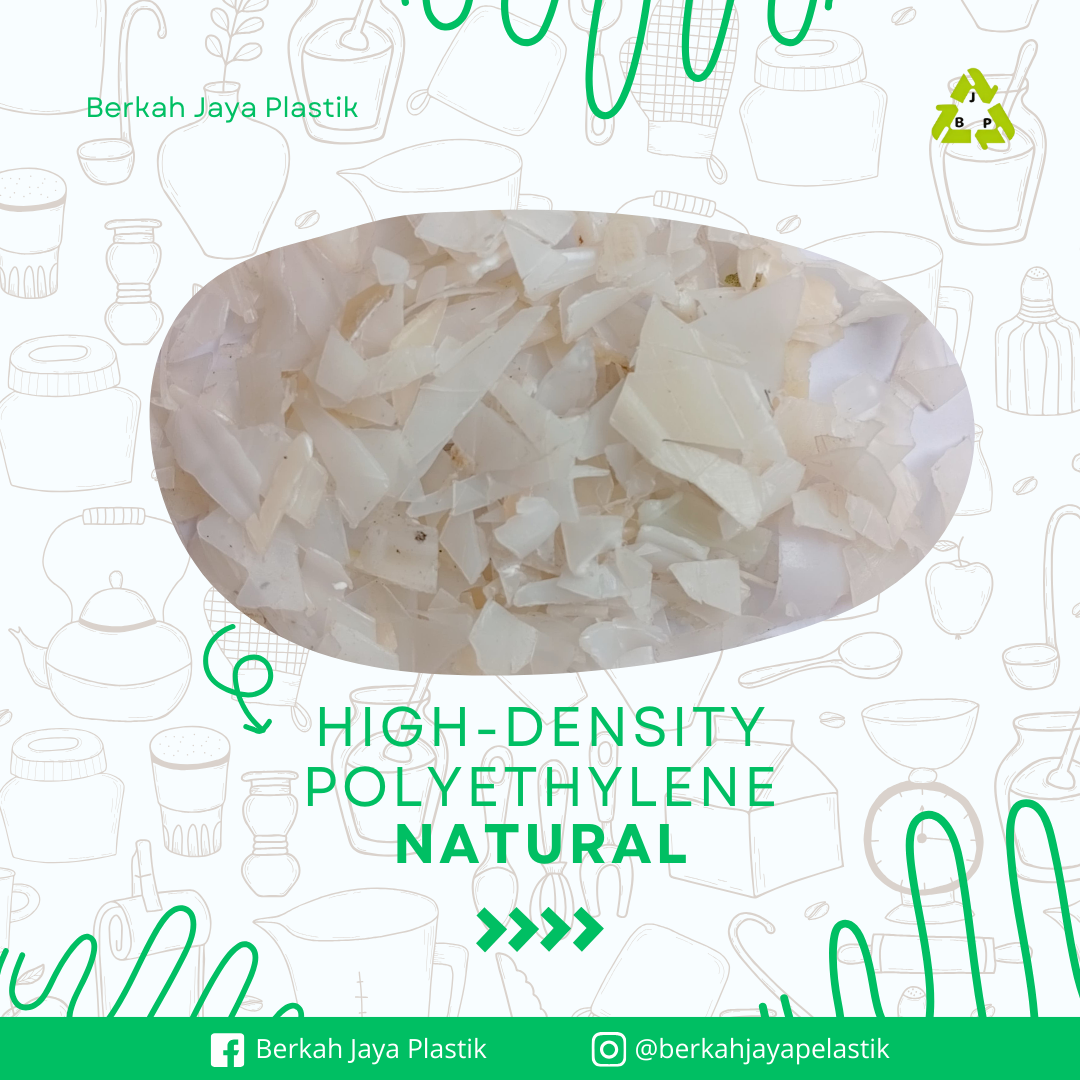 Berkah Jaya Plastik
J
B P
HIGH-DENSITY
POLYETHYLENE
NATURAL
Berkah Jaya Plastik
@berkahjayapelastik